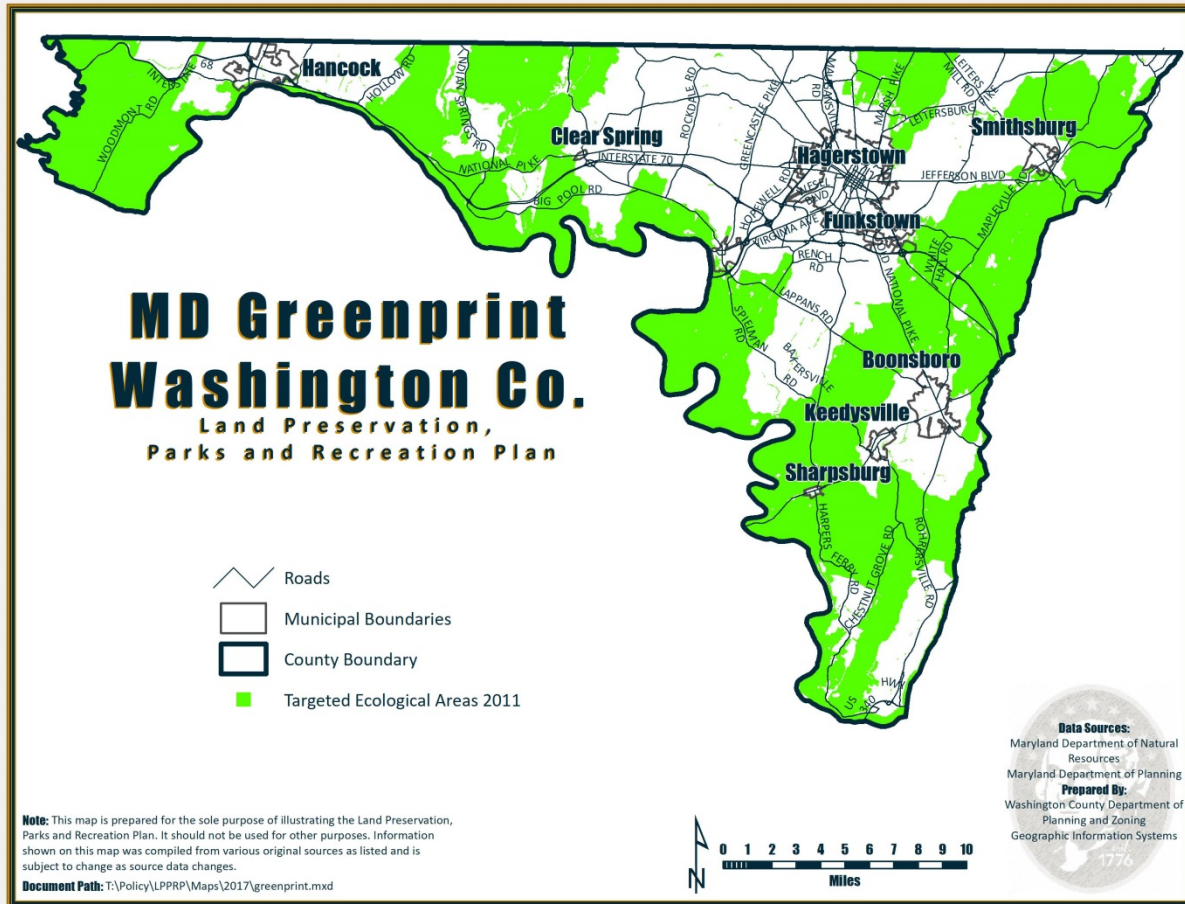 Hancock
INTERSTATE 68
WOODMONT RD
HOLLOW RD
INDIAN SPRINGS RD
NATIONAL PIKE
Clear Spring
INTERSTATE 70
BIG POOL RD
ROCKDALE RD
GREENCASTLE PIKE
HOPEWELL RD
MAUGANSVILLE RD
MARSH PIKE
LEITERS MILL RD
LEITERSBURG PIKE
Smithsburg
Hagerstown
JEFFERSON BLVD
MAPLEVILLE RD
VIRGINIA AVE
BLVD
Funkstown
WHITE HALL RD
RENCH RD
OLD NATIONAL PIKE
LAPPANS RD
SPIELMAN RD
BAKERSVILLE RD
Boonsboro
Keedysville
Sharpsburg
HARPERS FERRY RD
CHESTNUT GROVE RD
ROHRERSVILLE RD
US 340 HWY
MD Greenprint
Washington Co.
Land Preservation,
Parks and Recreation Plan
Roads
Municipal Boundaries
County Boundary
Targeted Ecological Areas 2011
Data Sources:
Maryland Department of Natural
Resources
Maryland Department of Planning
Prepared By:
Washington County Department of
Planning and Zoning
Geographic Information Systems
1776
Note: This map is prepared for the sole purpose of illustrating the Land Preservation,
Parks and Recreation Plan. It should not be used for other purposes. Information
shown on this map was compiled from various original sources as listed and is
subject to change as source data changes.
Document Path: T:\Policy\LPPRP\Maps\2017\greenprint.mxd
N
0 1 2 3 4 5 6 7 8 9 10
Miles